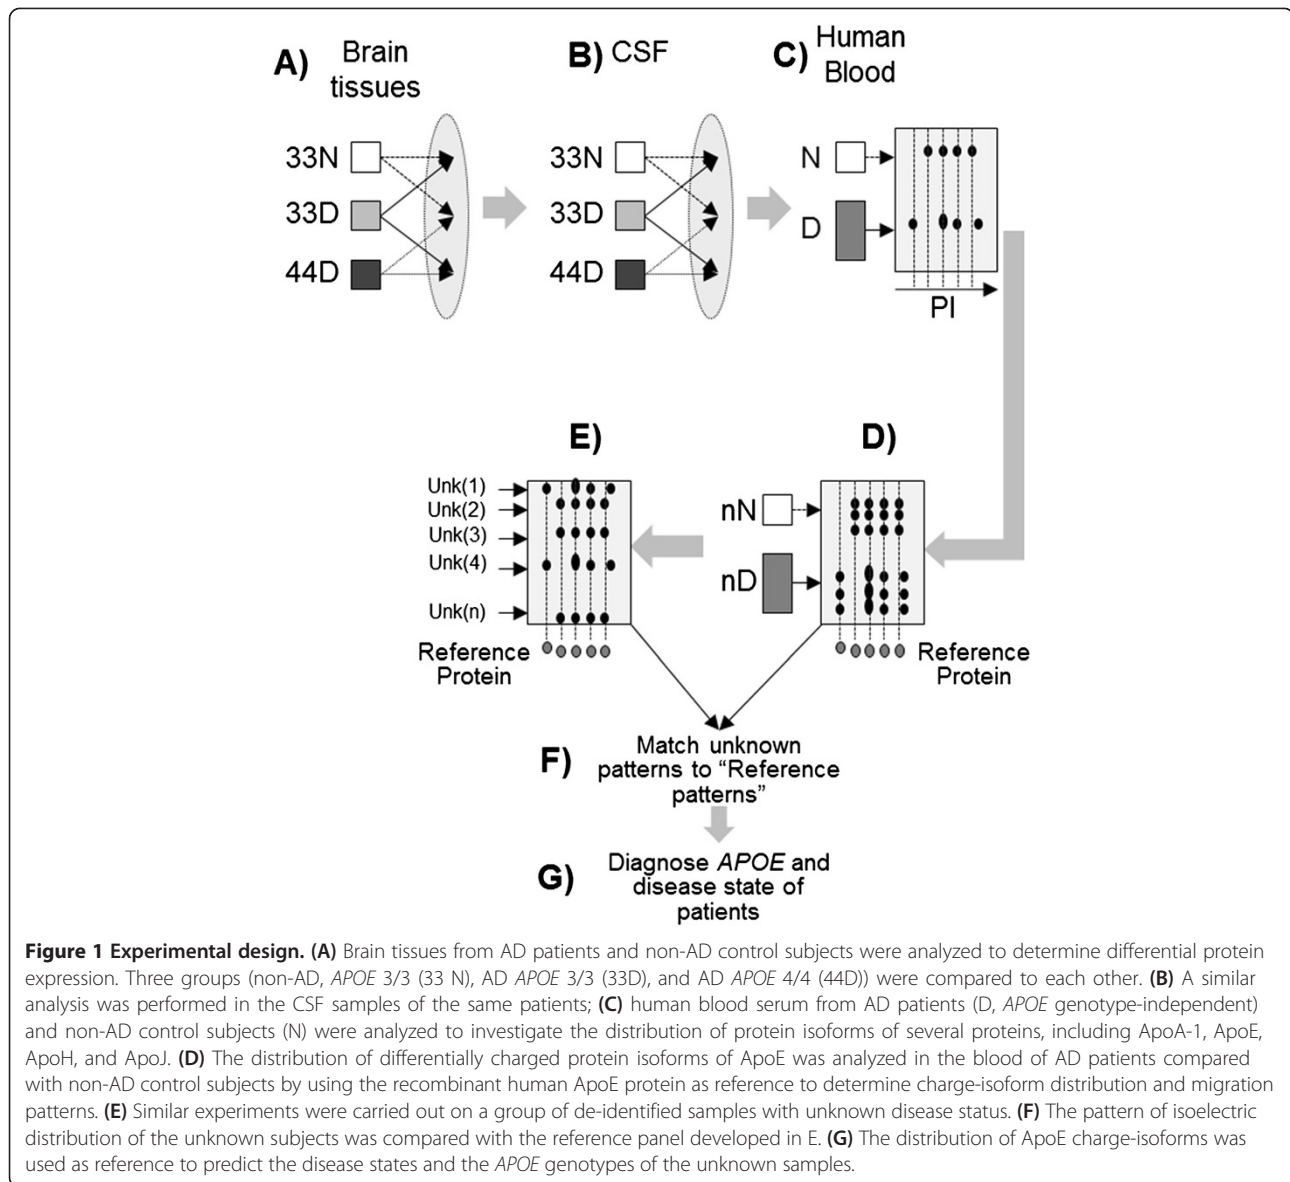 A) Brain tissues
33N
33D
44D
B) CSF
33N
33D
44D
C) Human Blood
N
D
PI
E)
Unk(1)
Unk(2)
Unk(3)
Unk(4)
Unk(n)
Reference
Protein
D)
nN
nD
Reference
Protein
F) Match unknown
patterns to “Reference
patterns”
G) Diagnose APOE and
disease state of
patients
Figure 1 Experimental design. (A) Brain tissues from AD patients and non-AD control subjects were analyzed to determine differential protein
expression. Three groups (non-AD, APOE 3/3 (33 N), AD APOE 3/3 (33D), and AD APOE 4/4 (44D)) were compared to each other. (B) A similar
analysis was performed in the CSF samples of the same patients; (C) human blood serum from AD patients (D, APOE genotype-independent)
and non-AD control subjects (N) were analyzed to investigate the distribution of protein isoforms of several proteins, including ApoA-1, ApoE,
ApoH, and ApoJ. (D) The distribution of differentially charged protein isoforms of ApoE was analyzed in the blood of AD patients compared
with non-AD control subjects by using the recombinant human ApoE protein as reference to determine charge-isoform distribution and migration
patterns. (E) Similar experiments were carried out on a group of de-identified samples with unknown disease status. (F) The pattern of isoelectric
distribution of the unknown subjects was compared with the reference panel developed in E. (G) The distribution of ApoE charge-isoforms was
used as reference to predict the disease states and the APOE genotypes of the unknown samples.